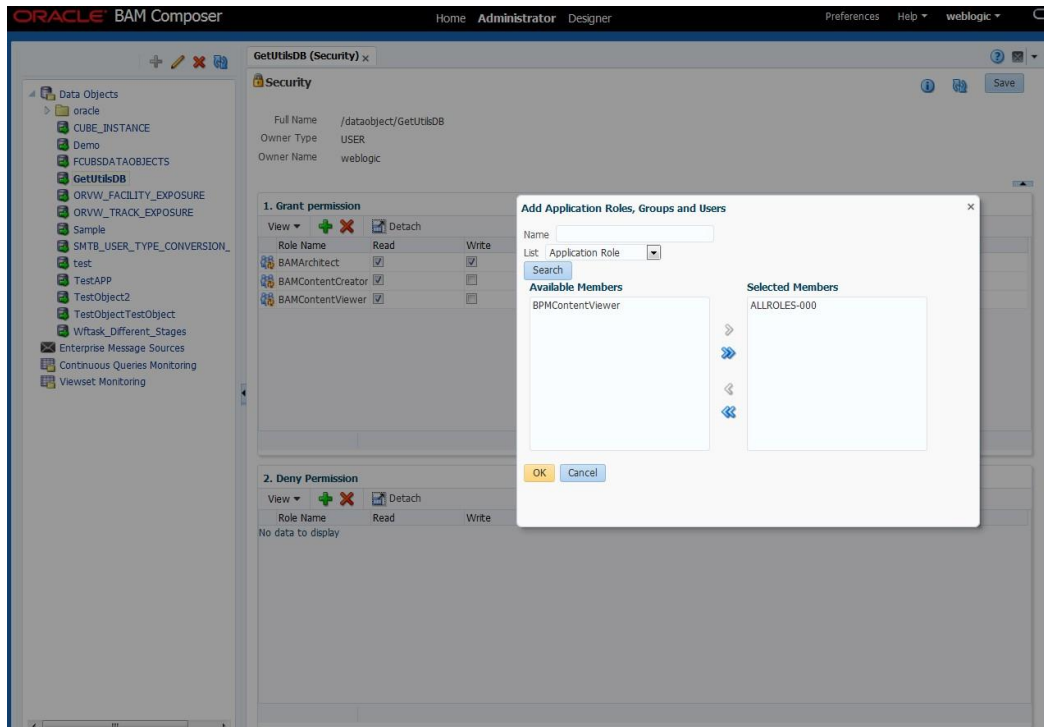 ORACLE BAM Composer
Home Administrator Designer
Preferences Help weblogic
GetUtilsDB (Security) x
Security
Save
Full Name /dataobject/GetUtilsDB
Owner Type USER
Owner Name weblogic
Data Objects
oracle
CUBE_INSTANCE
Demo
FCUBSDATAOBJECTS
GetUtilsDB
ORVW_FACILITY_EXPOSURE
ORVW_TRACK_EXPOSURE
Sample
SMTB_USER_TYPE_CONVERSION_
test
TestAPP
TestObject2
TestObjectTestObject
Wftask_Different_Stages
Enterprise Message Sources
Continuous Queries Monitoring
Viewset Monitoring
1. Grant permission
View Detach
Role Name Read Write
BAMArchitect
BAMContentCreator
BAMContentViewer
2. Deny Permission
View Detach
Role Name Read Write
No data to display
Add Application Roles, Groups and Users
Name
List Application Role
Search
Available Members Selected Members
BPMContentViewer ALLROLES-000
OK Cancel